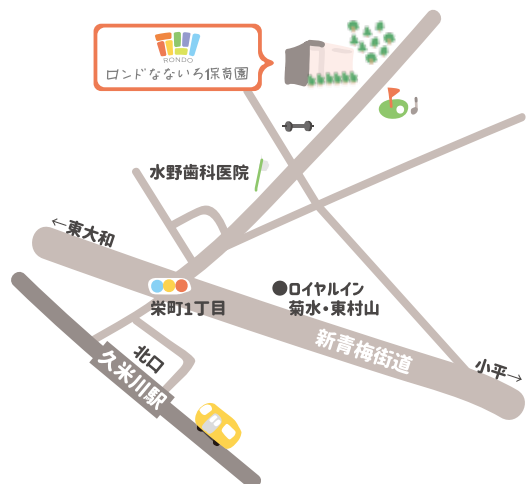 RONDO
ロンドなないろ保育園
水野歯科医院
←東大和
●ロイヤルイン
菊水・東村山
栄町1丁目
新青梅街道
小平→
北口
久米川駅